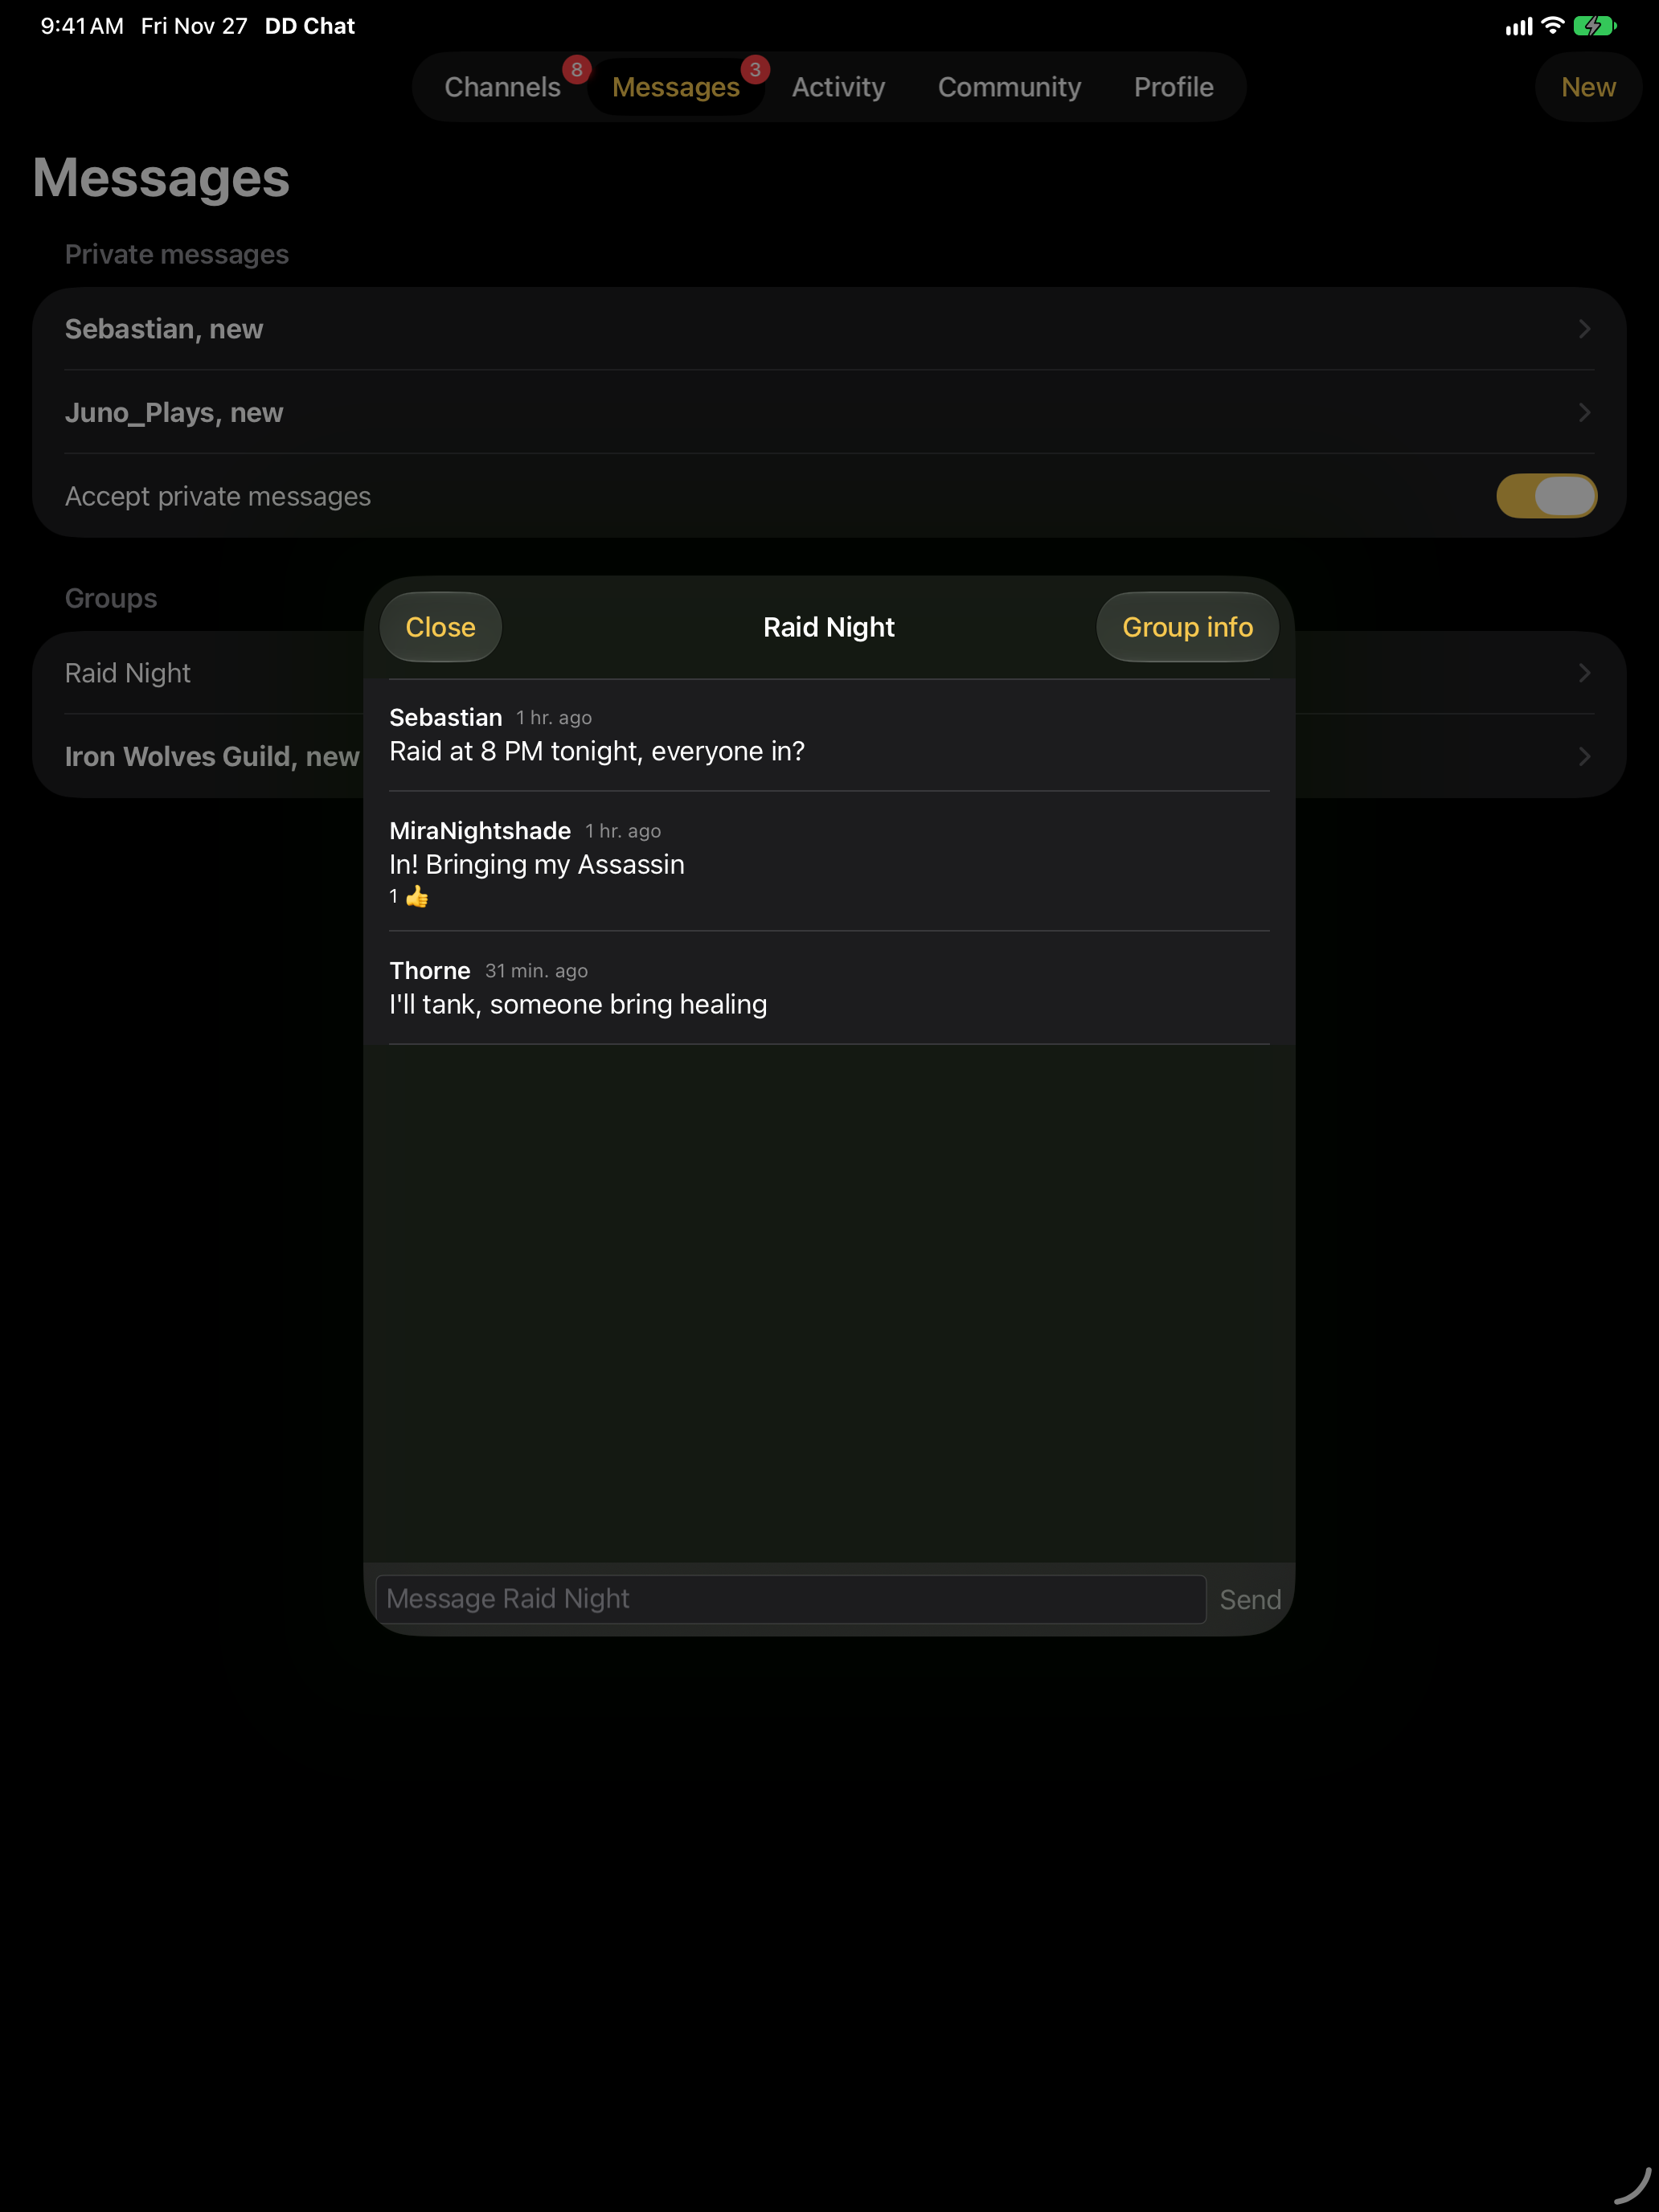 9:41 AM Fri Nov 27 DD Chat
Channels 8 Messages 3 Activity Community Profile New
Messages
Private messages
Sebastian, new
Juno_Plays, new
Accept private messages
Groups
Raid Night
Iron Wolves Guild, new
Close Raid Night Group info
Sebastian 1 hr. ago
Raid at 8 PM tonight, everyone in?
MiraNightshade 1 hr. ago
In! Bringing my Assassin
1 👍
Thorne 31 min. ago
I'll tank, someone bring healing
Message Raid Night Send